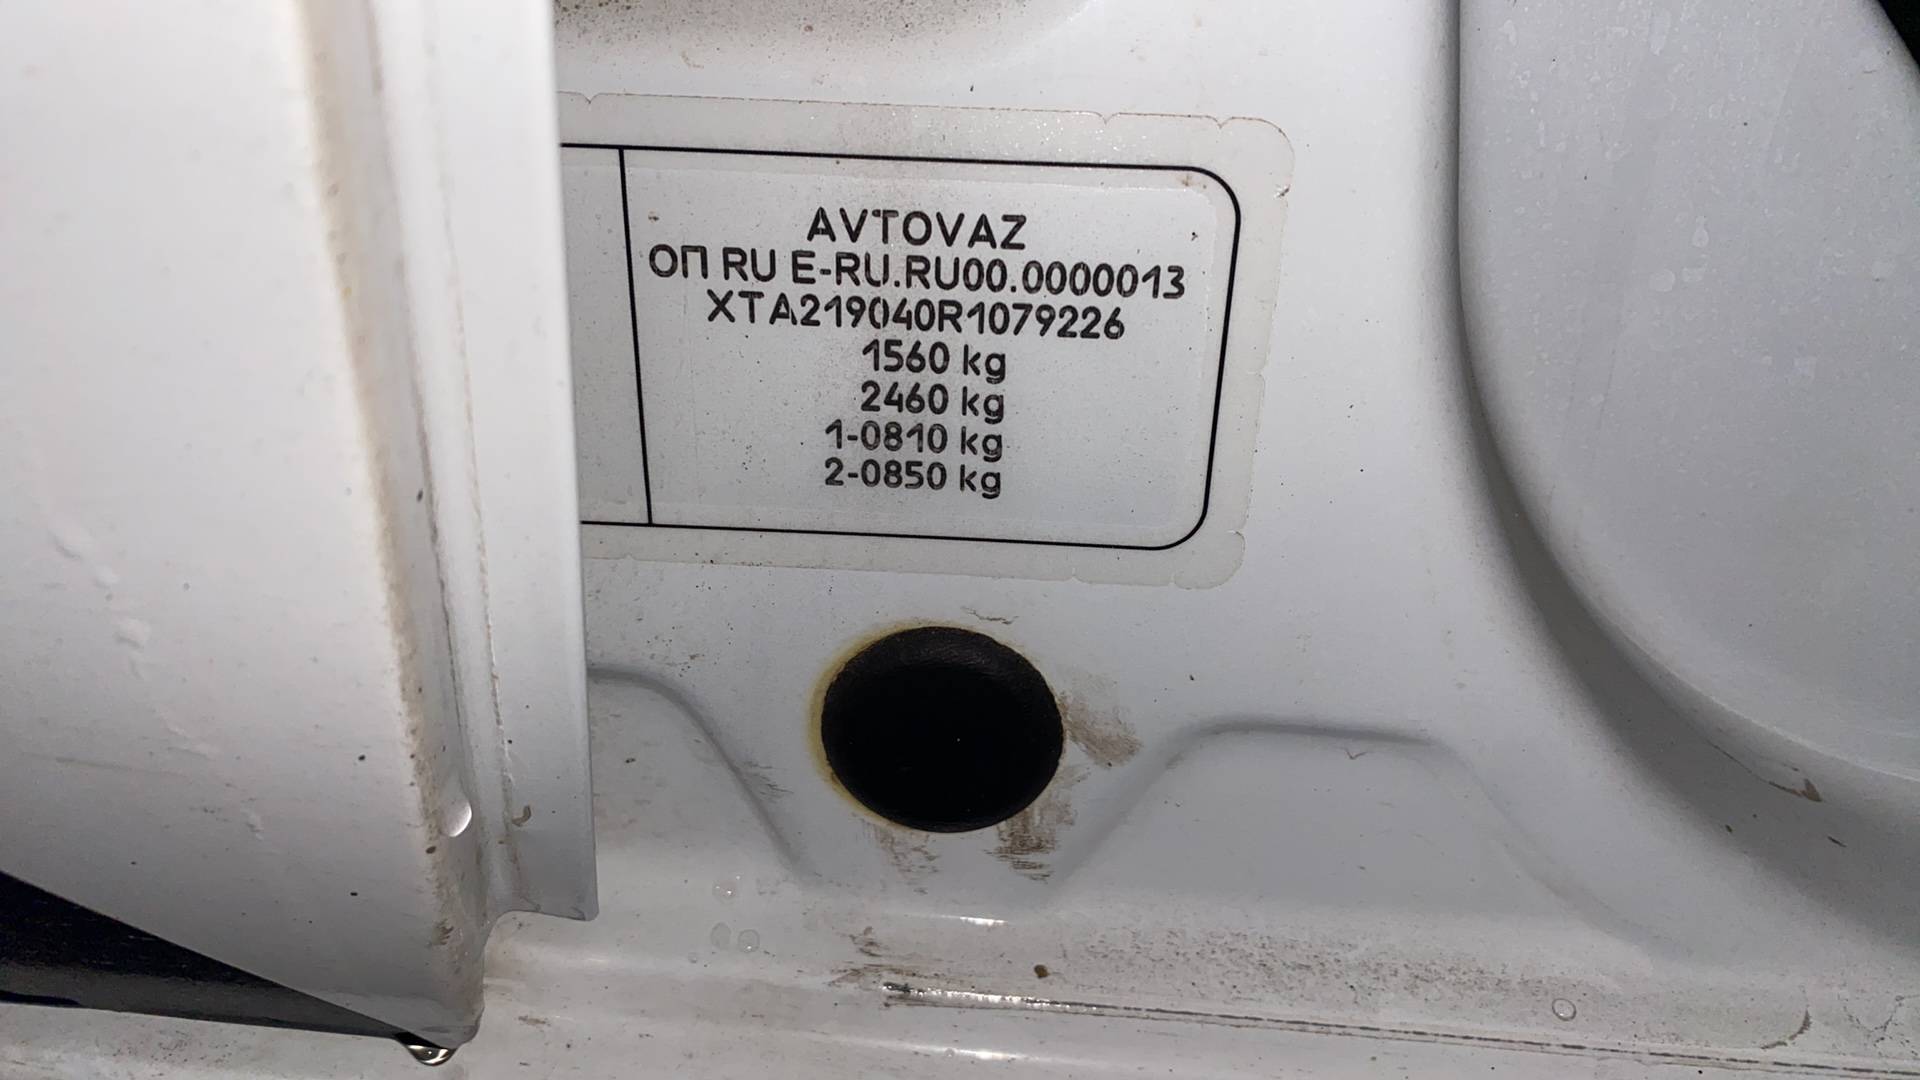 AVTOVAZ
ОП RU E-RU.RU00.0000013
XTA219040R1079226
1560 kg
2460 kg
1-0810 kg
2-0850 kg